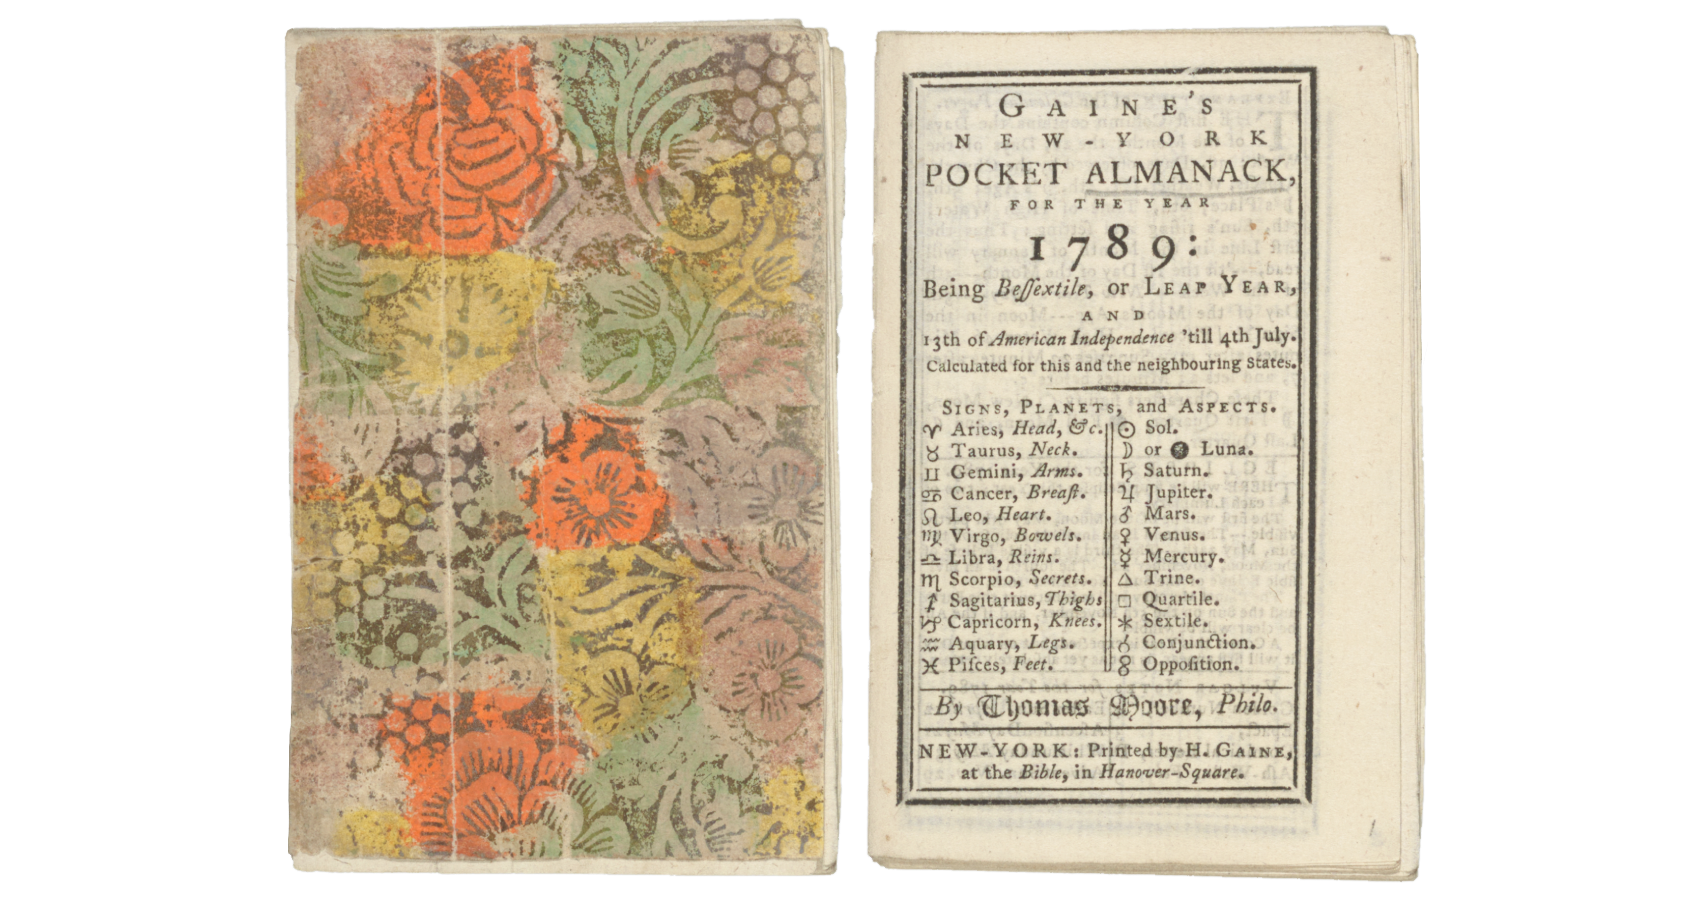 GAINE'S
NEW-YORK
POCKET ALMANACK,
FOR THE YEAR
1789:
Being Beſſextile, or LEAP YEAR,
AND
13th of American Independence 'till 4th July.
Calculated for this and the neighbouring States.
SIGNS, PLANETS, and ASPECTS.
♈ Aries, Head, &c.
♉ Taurus, Neck.
♊ Gemini, Arms.
♋ Cancer, Breaſt.
♌ Leo, Heart.
♍ Virgo, Bowels.
♎ Libra, Reins.
♏ Scorpio, Secrets.
♐ Sagitarius, Thighs
♑ Capricorn, Knees.
♒ Aquary, Legs.
♓ Piſces, Feet.
☉ Sol.
☽ or ● Luna.
♄ Saturn.
♃ Jupiter.
♂ Mars.
♀ Venus.
☿ Mercury.
△ Trine.
□ Quartile.
⚹ Sextile.
☌ Conjunction.
☍ Oppoſition.
By Thomas Moore, Philo.
NEW-YORK: Printed by H. GAINE,
at the Bible, in Hanover-Square.
1